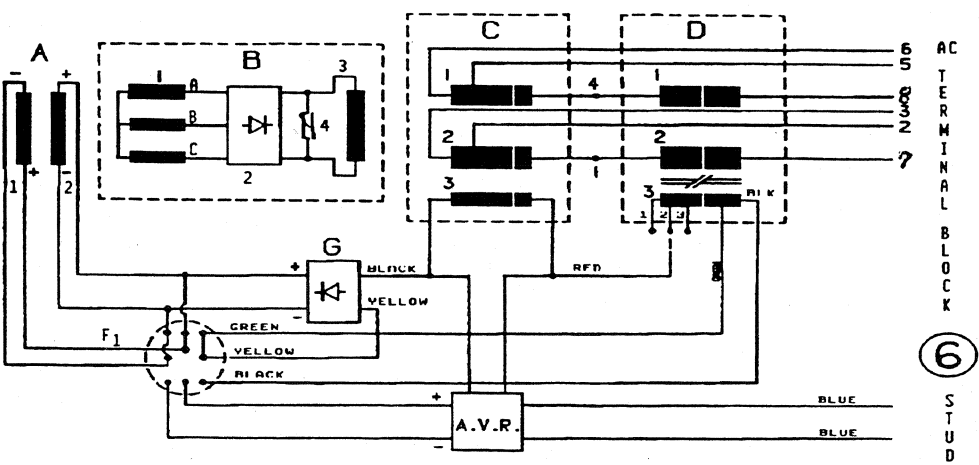 A
B
C
D
- +
1
3
A
B
C
2
4
1 + - 2
1
2
3
4
1
1
2
3
1 2 3
BLK
6
5
3
2
7
AC TERMINAL BLOCK
6 STUD
G
+
-
BLACK
RED
YELLOW
F1
GREEN
YELLOW
BLACK
+
-
A.V.R.
BLUE
BLUE